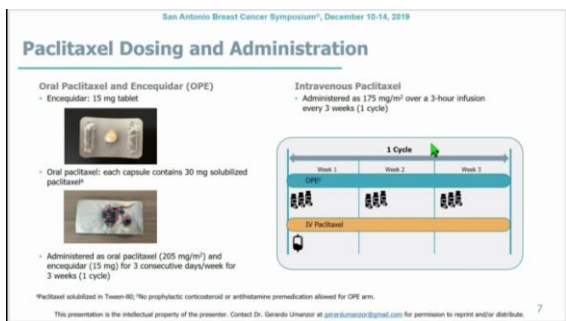 San Antonio Breast Cancer Symposium®, December 10-14, 2019
Paclitaxel Dosing and Administration
Oral Paclitaxel and Encequidar (OPE)
• Encequidar: 15 mg tablet
• Oral paclitaxel: each capsule contains 30 mg solubilized
paclitaxelª
• Administered as oral paclitaxel (205 mg/m²) and
encequidar (15 mg) for 3 consecutive days/week for
3 weeks (1 cycle)
Intravenous Paclitaxel
• Administered as 175 mg/m² over a 3-hour infusion
every 3 weeks (1 cycle)
1 Cycle
Week 1 Week 2 Week 3
OPEᵇ
IV Paclitaxel
ªPaclitaxel solubilized in Tween-80; ᵇNo prophylactic corticosteroid or antihistamine premedication allowed for OPE arm.
This presentation is the intellectual property of the presenter. Contact Dr. Gerardo Umanzor at gerardumanzor@gmail.com for permission to reprint and/or distribute.
7